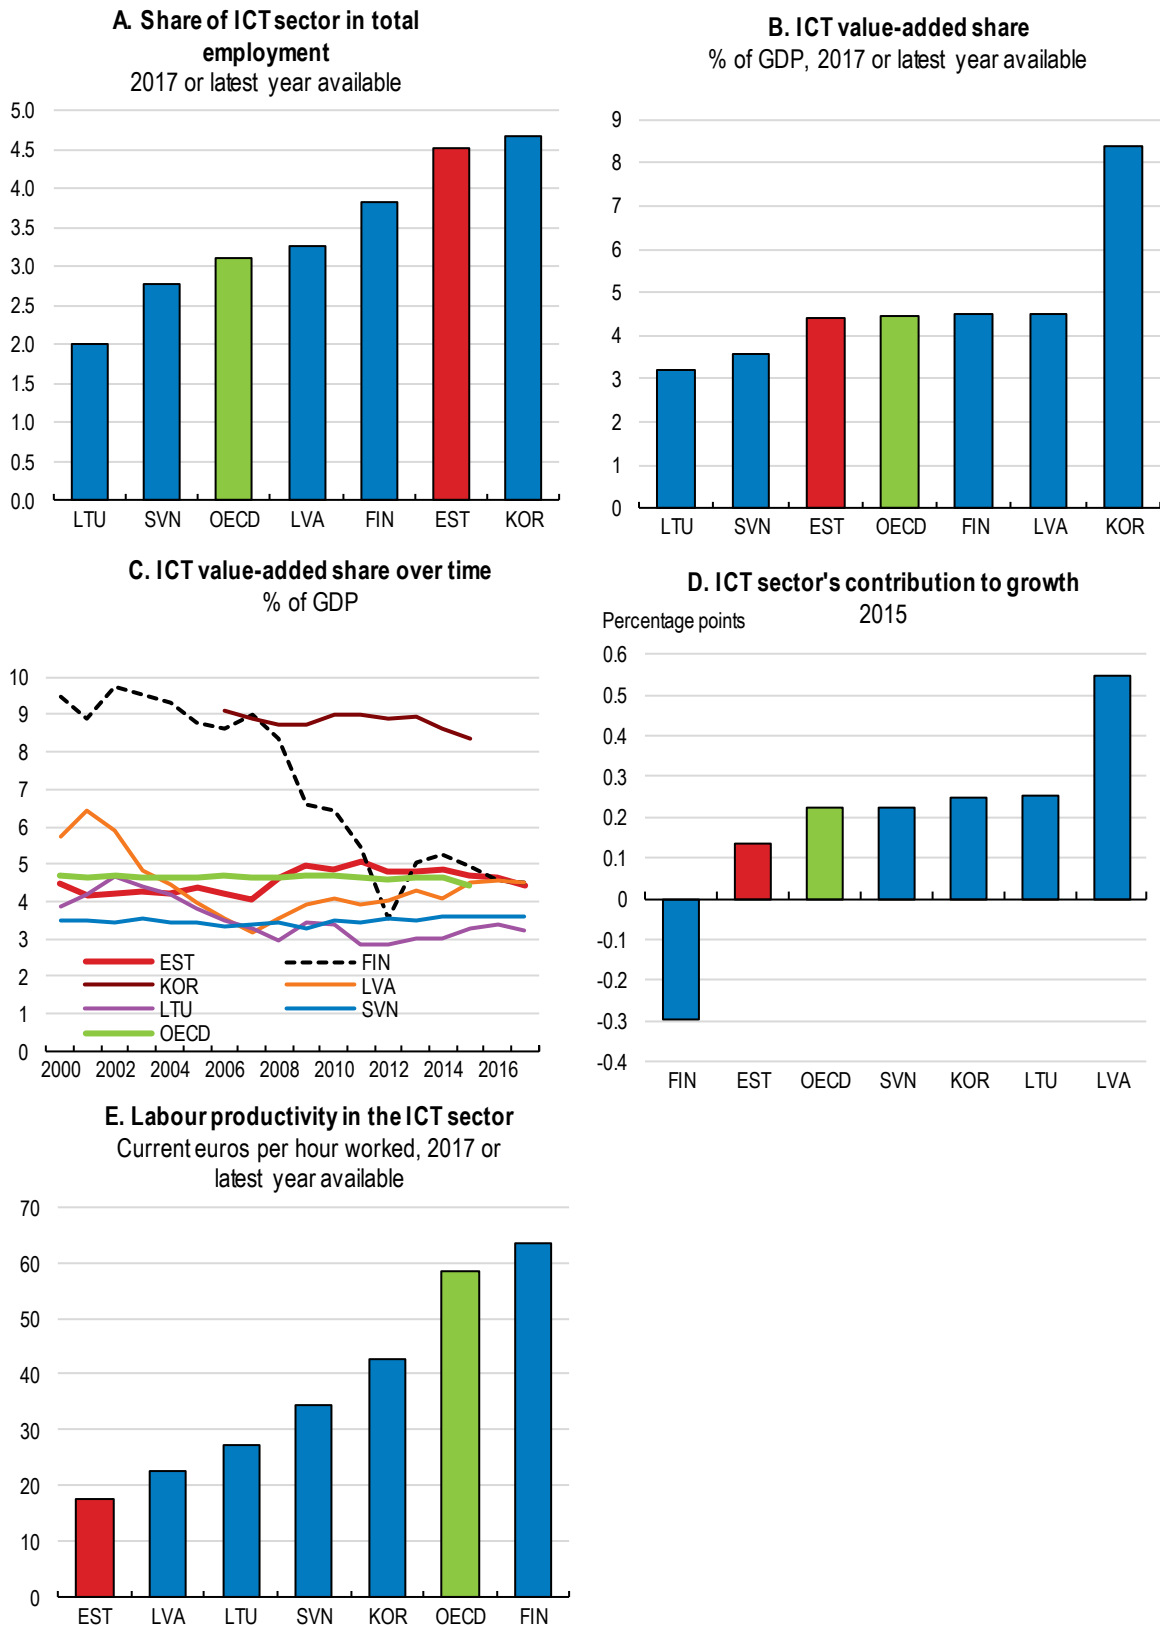 A. Share of ICT sector in total
employment
2017 or latest year available
5.0
4.5
4.0
3.5
3.0
2.5
2.0
1.5
1.0
0.5
0.0
LTU SVN OECD LVA FIN EST KOR
B. ICT value-added share
% of GDP, 2017 or latest year available
9
8
7
6
5
4
3
2
1
0
LTU SVN EST OECD FIN LVA KOR
C. ICT value-added share over time
% of GDP
10
9
8
7
6
5
4
3
2
1
0
EST FIN
KOR LVA
LTU SVN
OECD
2000 2002 2004 2006 2008 2010 2012 2014 2016
D. ICT sector's contribution to growth
2015
Percentage points
0.6
0.5
0.4
0.3
0.2
0.1
0
-0.1
-0.2
-0.3
-0.4
FIN EST OECD SVN KOR LTU LVA
E. Labour productivity in the ICT sector
Current euros per hour worked, 2017 or
latest year available
70
60
50
40
30
20
10
0
EST LVA LTU SVN KOR OECD FIN